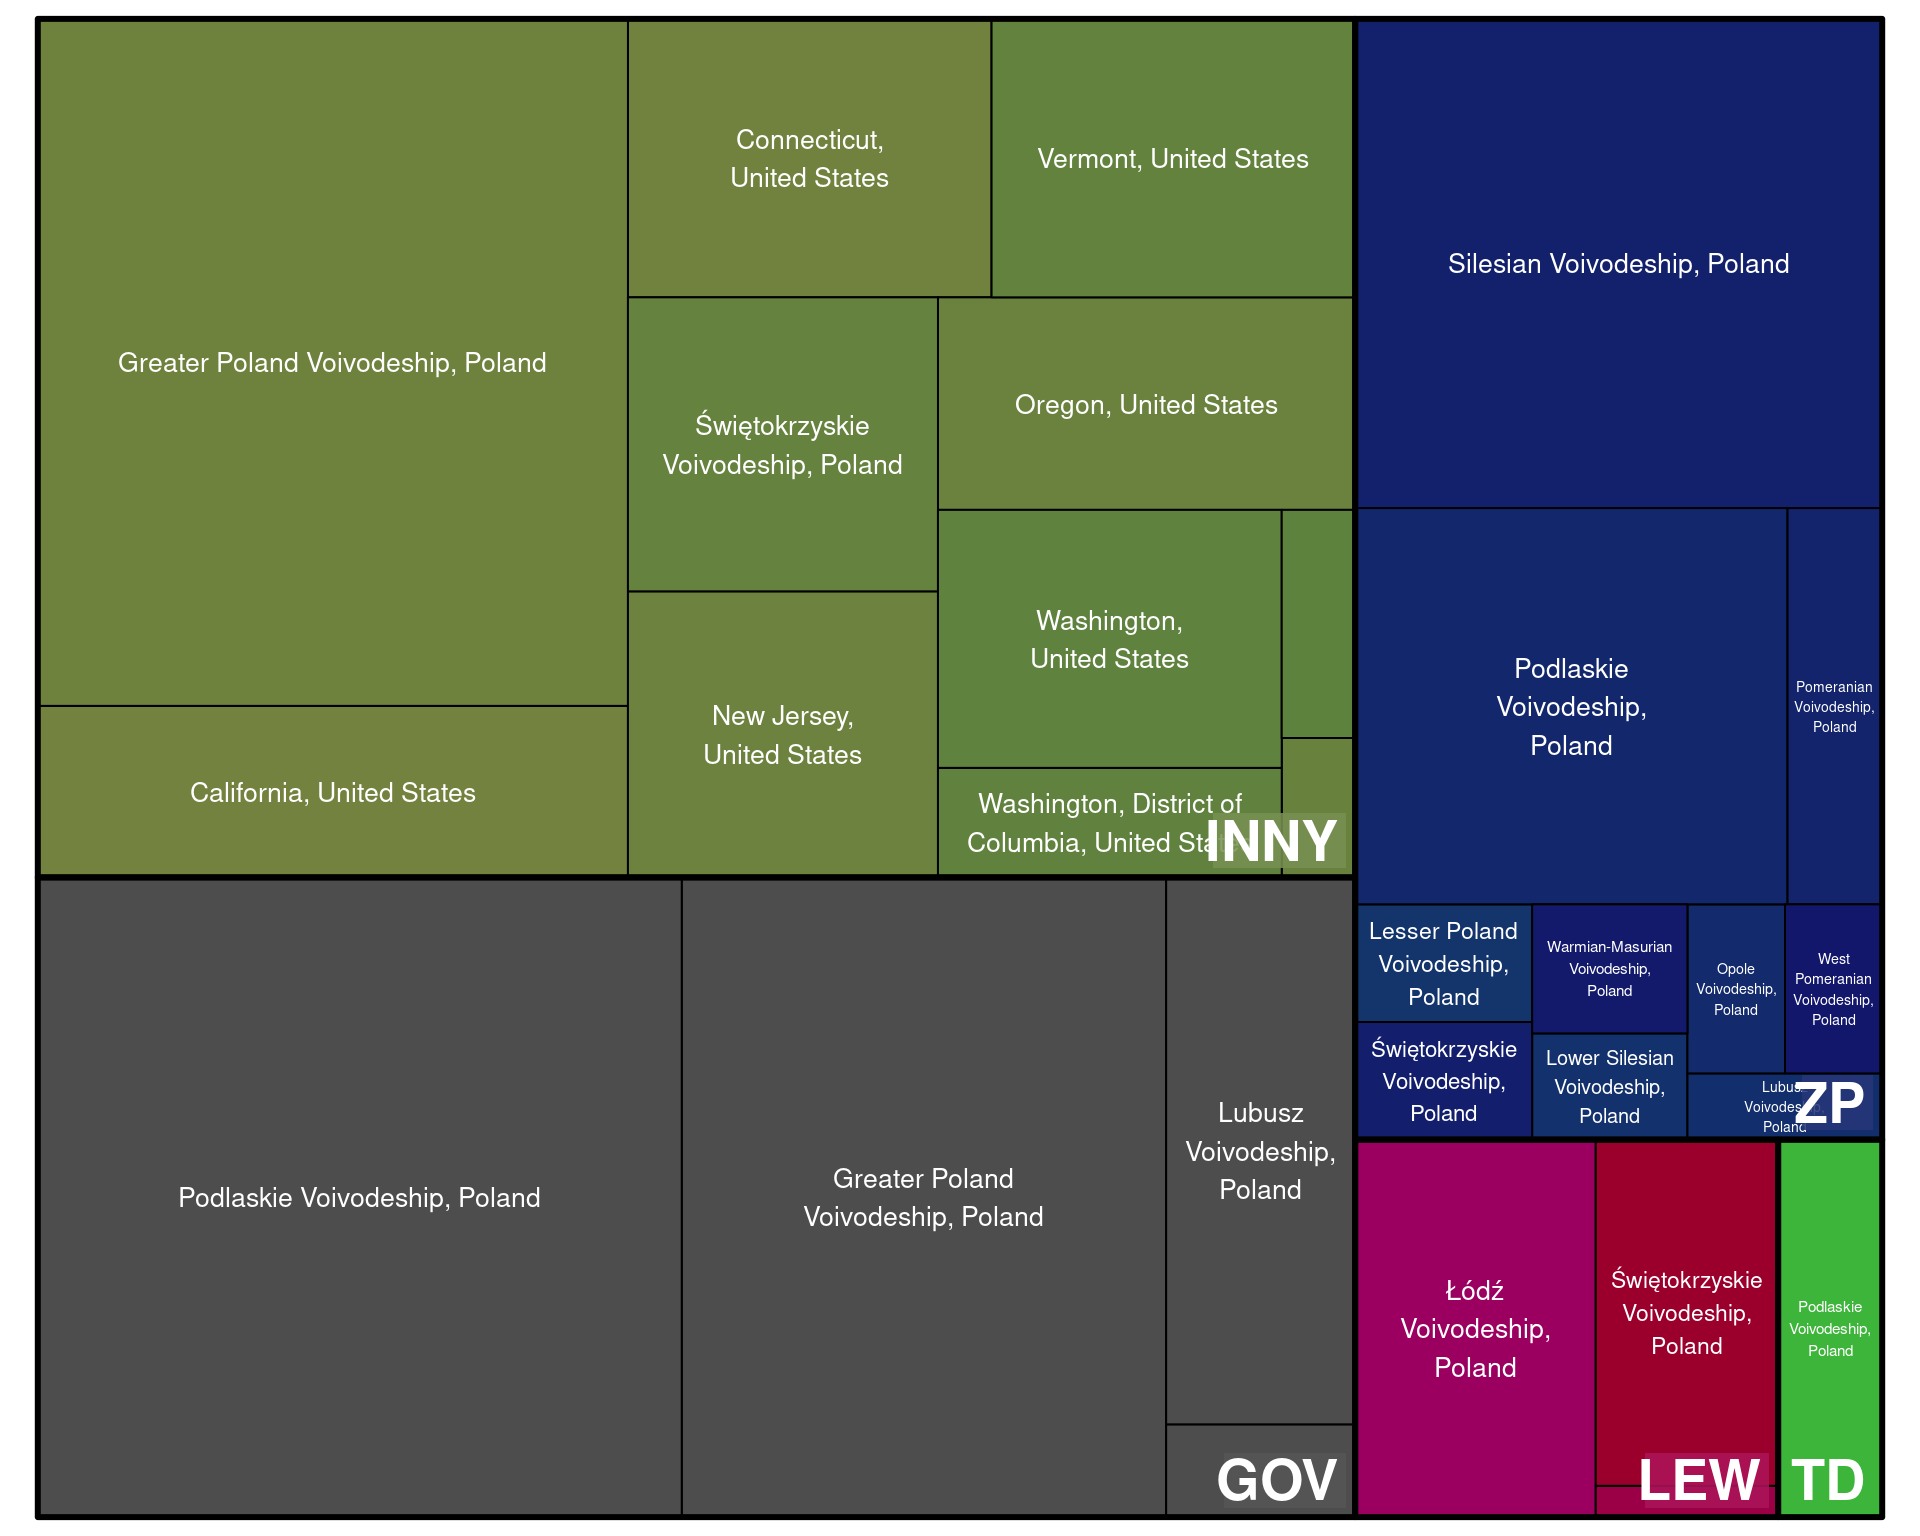 Greater Poland Voivodeship, Poland
California, United States
Connecticut,
United States
Vermont, United States
Świętokrzyskie
Voivodeship, Poland
Oregon, United States
New Jersey,
United States
Washington,
United States
Washington, District of
Columbia, United Sta
INNY
Podlaskie Voivodeship, Poland
Greater Poland
Voivodeship, Poland
Lubusz
Voivodeship,
Poland
GOV
Silesian Voivodeship, Poland
Podlaskie
Voivodeship,
Poland
Pomeranian
Voivodeship,
Poland
Lesser Poland
Voivodeship,
Poland
Świętokrzyskie
Voivodeship,
Poland
Warmian-Masurian
Voivodeship,
Poland
Lower Silesian
Voivodeship,
Poland
Opole
Voivodeship,
Poland
West
Pomeranian
Voivodeship,
Poland
Lubus
Voivodeship,
Poland
ZP
Łódź
Voivodeship,
Poland
Świętokrzyskie
Voivodeship,
Poland
LEW
Podlaskie
Voivodeship,
Poland
TD